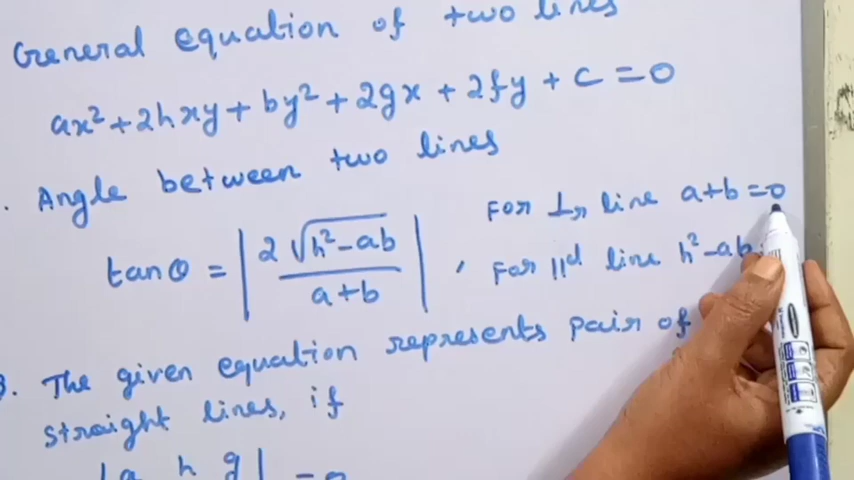 General equation of two lines
ax²+2hxy+by²+2gx+2fy+c=0
. Angle between two lines
For ⊥r line a+b=0
tanθ = |2√(h²-ab)/(a+b)| , For ||d line h²-ab
3. The given equation represents pair of
straight lines, if
|a h g| = 0